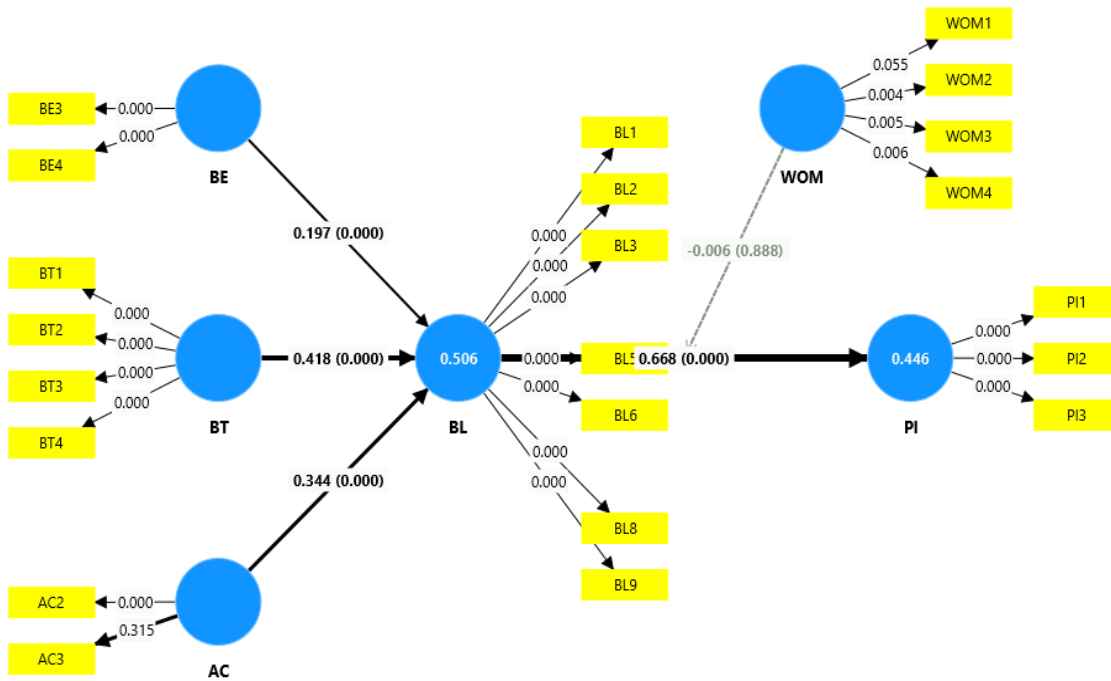 WOM1
0.055
WOM2
0.004
WOM3
0.005
WOM4
0.006
WOM
BE3
0.000
BE4
0.000
BE
0.197 (0.000)
BT1
0.000
BT2
0.000
BT3
0.000
BT4
0.000
BT
0.418 (0.000)
AC2
0.000
AC3
0.315
AC
0.344 (0.000)
0.506
BL
BL1
0.000
BL2
0.000
BL3
0.000
BL5
0.000
BL6
0.000
BL8
0.000
BL9
0.000
-0.006 (0.888)
0.668 (0.000)
0.446
PI
PI1
0.000
PI2
0.000
PI3
0.000